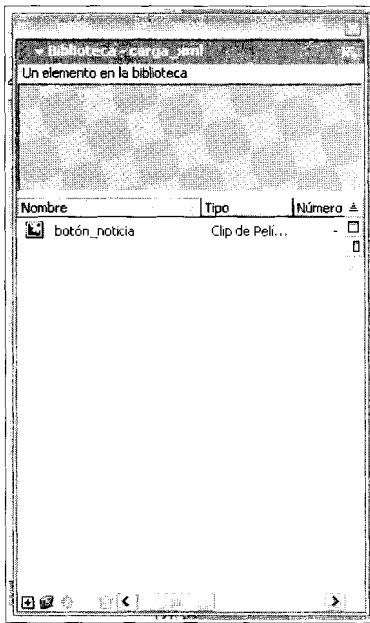 Biblioteca - carga_xml
Un elemento en la biblioteca
Nombre Tipo Número
botón_noticia Clip de Pelí... -